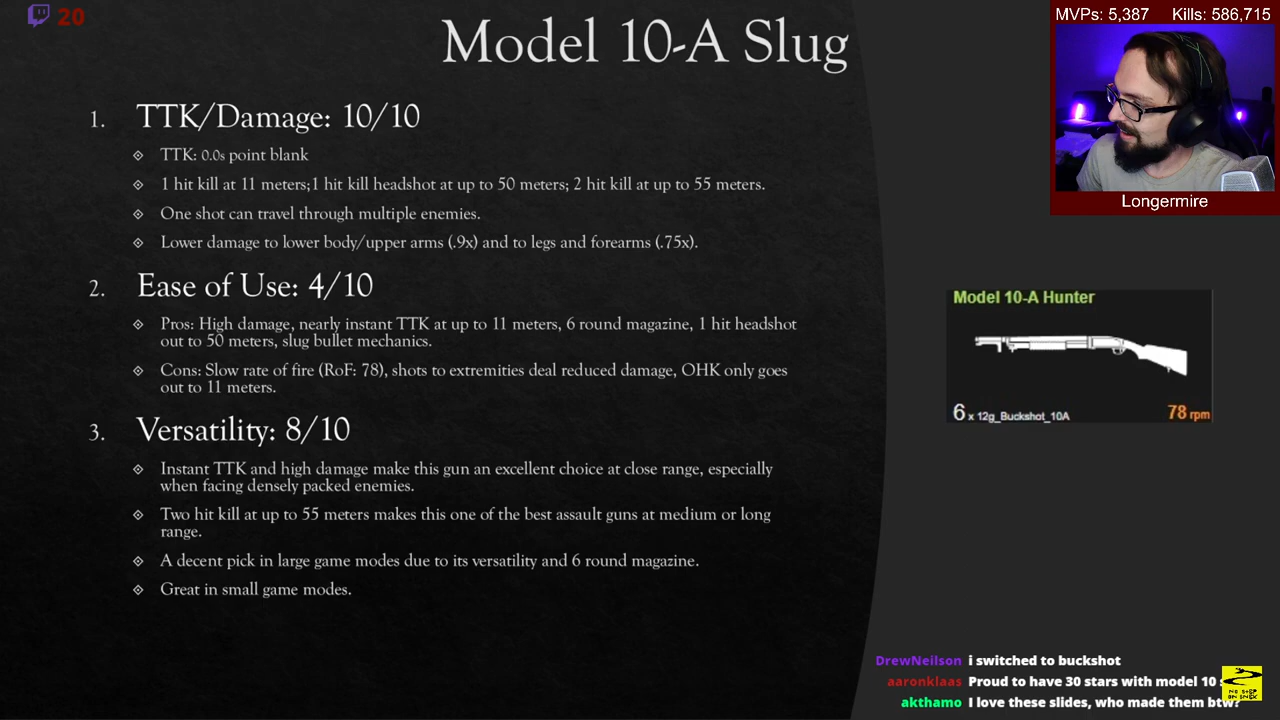 20
Model 10-A Slug
MVPs: 5,387 Kills: 586,715
Longermire
1. TTK/Damage: 10/10
TTK: 0.0s point blank
1 hit kill at 11 meters;1 hit kill headshot at up to 50 meters; 2 hit kill at up to 55 meters.
One shot can travel through multiple enemies.
Lower damage to lower body/upper arms (.9x) and to legs and forearms (.75x).
2. Ease of Use: 4/10
Pros: High damage, nearly instant TTK at up to 11 meters, 6 round magazine, 1 hit headshot
out to 50 meters, slug bullet mechanics.
Cons: Slow rate of fire (RoF: 78), shots to extremities deal reduced damage, OHK only goes
out to 11 meters.
3. Versatility: 8/10
Instant TTK and high damage make this gun an excellent choice at close range, especially
when facing densely packed enemies.
Two hit kill at up to 55 meters makes this one of the best assault guns at medium or long
range.
A decent pick in large game modes due to its versatility and 6 round magazine.
Great in small game modes.
Model 10-A Hunter
6 x 12g_Buckshot_10A 78 rpm
DrewNeilson i switched to buckshot
aaronklaas Proud to have 30 stars with model 10
akthamo I love these slides, who made them btw?
NO STEP
ON SNEK